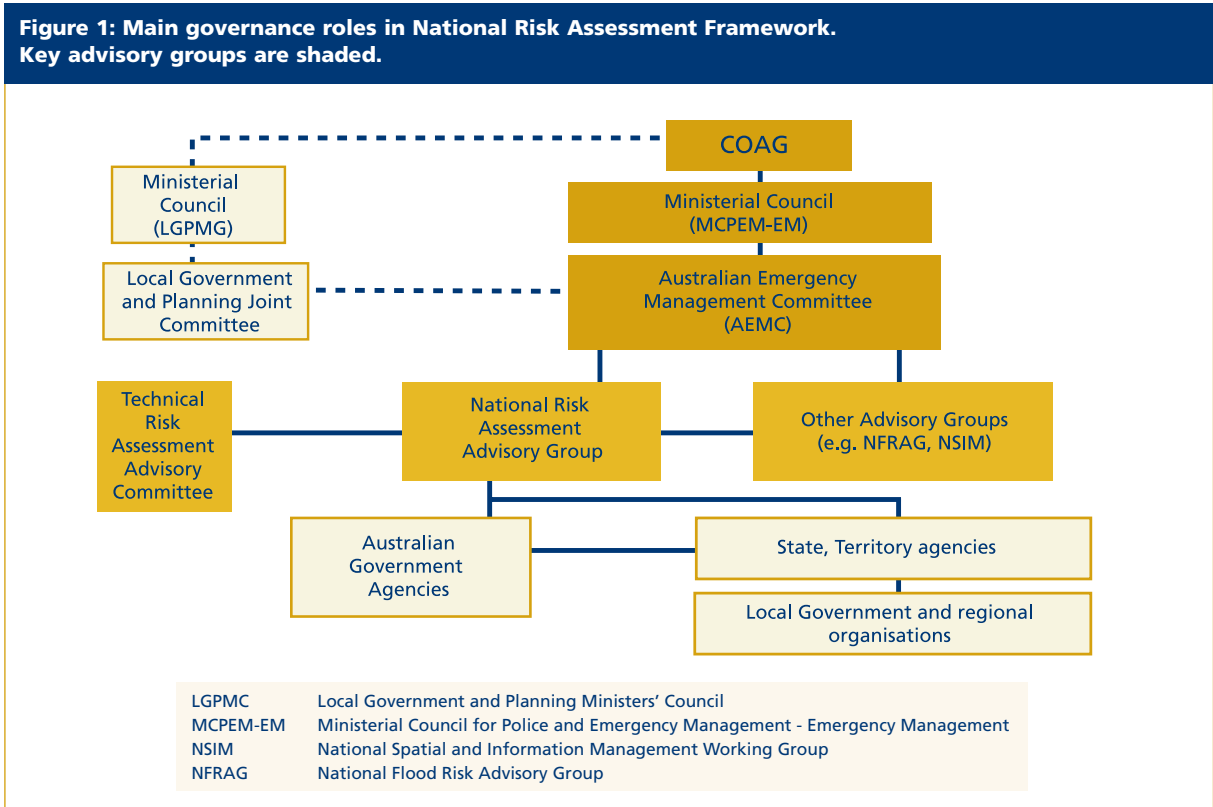 Figure 1: Main governance roles in National Risk Assessment Framework.
Key advisory groups are shaded.
COAG
Ministerial
Council
(LGPMG)
Ministerial Council
(MCPEM-EM)
Local Government
and Planning Joint
Committee
Australian Emergency
Management Committee
(AEMC)
Technical
Risk
Assessment
Advisory
Committee
National Risk
Assessment
Advisory Group
Other Advisory Groups
(e.g. NFRAG, NSIM)
Australian
Government
Agencies
State, Territory agencies
Local Government and regional
organisations
LGPMC Local Government and Planning Ministers’ Council
MCPEM-EM Ministerial Council for Police and Emergency Management - Emergency Management
NSIM National Spatial and Information Management Working Group
NFRAG National Flood Risk Advisory Group